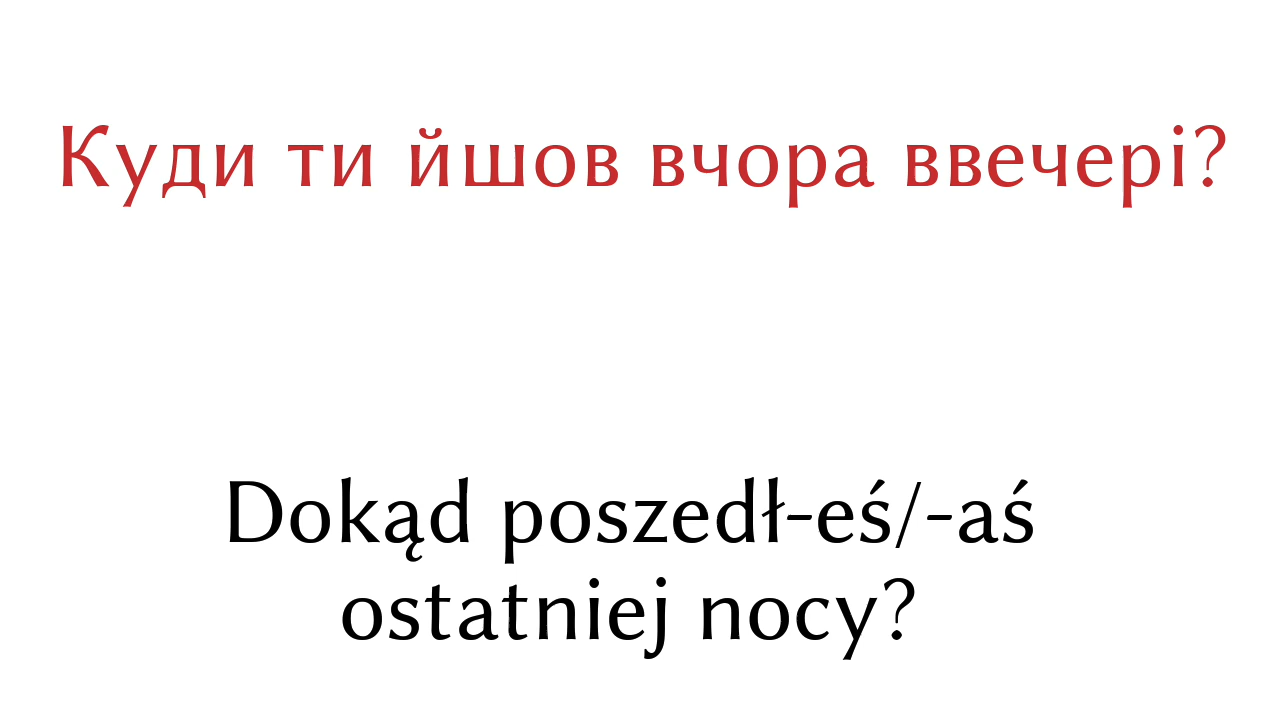 Куди ти йшов вчора ввечері?
Dokąd poszedł-eś/-aś
ostatniej nocy?